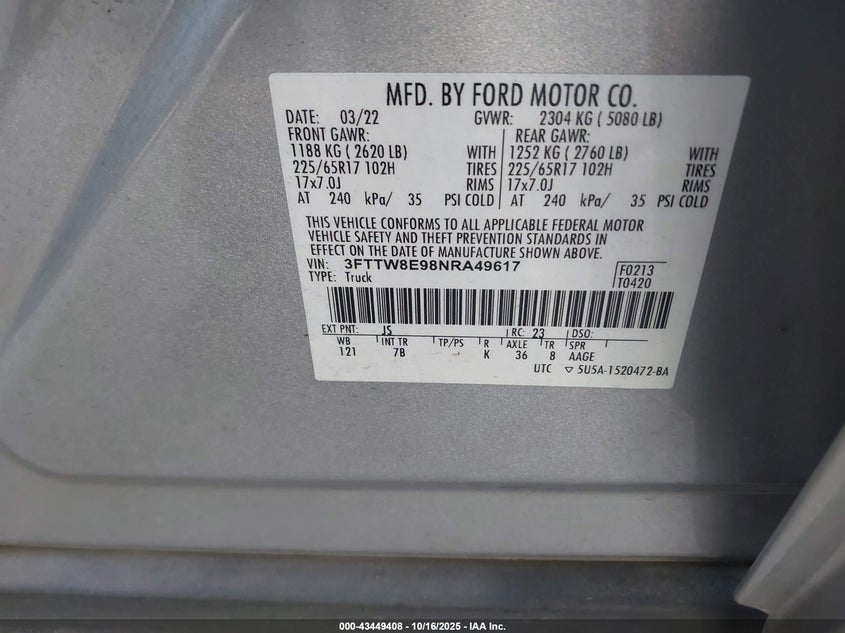 MFD. BY FORD MOTOR CO.
DATE: 03/22 GVWR: 2304 KG ( 5080 LB)
FRONT GAWR: REAR GAWR:
1188 KG ( 2620 LB) WITH 1252 KG ( 2760 LB) WITH
225/65R17 102H TIRES 225/65R17 102H TIRES
17x7.0J RIMS 17x7.0J RIMS
AT 240 kPa/ 35 PSI COLD AT 240 kPa/ 35 PSI COLD
THIS VEHICLE CONFORMS TO ALL APPLICABLE FEDERAL MOTOR
VEHICLE SAFETY AND THEFT PREVENTION STANDARDS IN
EFFECT ON THE DATE OF MANUFACTURE SHOWN ABOVE.
VIN: 3FTTW8E98NRA49617 F0213
TYPE: Truck T0420
EXT PNT: JS RC: 23 DSO:
WB INT TR TP/PS R AXLE TR SPR
121 7B K 36 8 AAGE
UTC ▽ 5U5A-1520472-BA
000-43449408 - 10/16/2025 - IAA Inc.